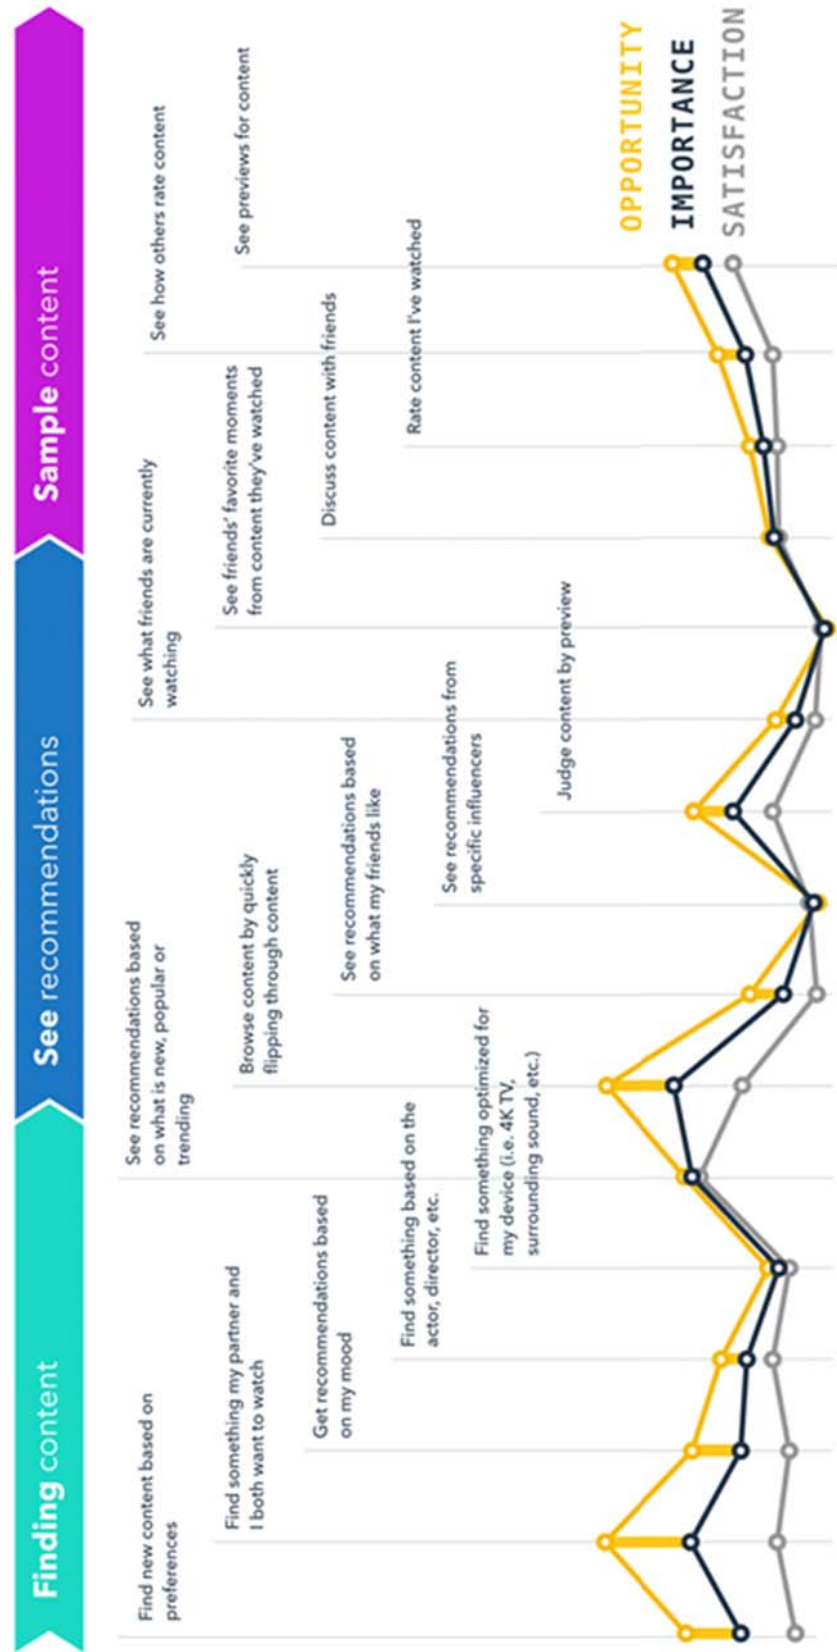 Finding content
See recommendations
Sample content
Find new content based on
preferences
Find something my partner and
I both want to watch
Get recommendations based
on my mood
Find something based on the
actor, director, etc.
Find something optimized for
my device (i.e. 4K TV,
surrounding sound, etc.)
See recommendations based
on what is new, popular or
trending
Browse content by quickly
flipping through content
See recommendations based
on what my friends like
See recommendations from
specific influencers
Judge content by preview
See what friends are currently
watching
See friends' favorite moments
from content they've watched
Discuss content with friends
Rate content I've watched
See how others rate content
See previews for content
OPPORTUNITY
IMPORTANCE
SATISFACTION